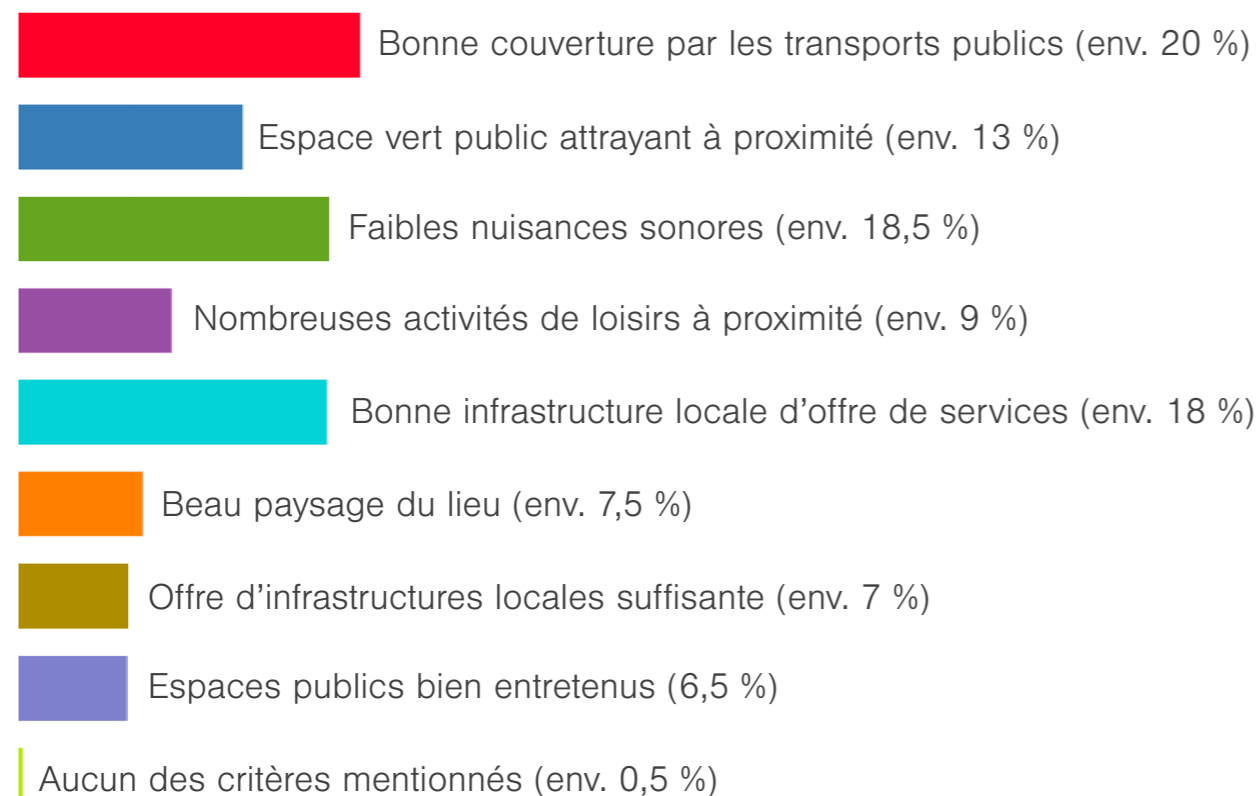 Bonne couverture par les transports publics (env. 20 %)
Espace vert public attrayant à proximité (env. 13 %)
Faibles nuisances sonores (env. 18,5 %)
Nombreuses activités de loisirs à proximité (env. 9 %)
Bonne infrastructure locale d’offre de services (env. 18 %)
Beau paysage du lieu (env. 7,5 %)
Offre d’infrastructures locales suffisante (env. 7 %)
Espaces publics bien entretenus (6,5 %)
Aucun des critères mentionnés (env. 0,5 %)